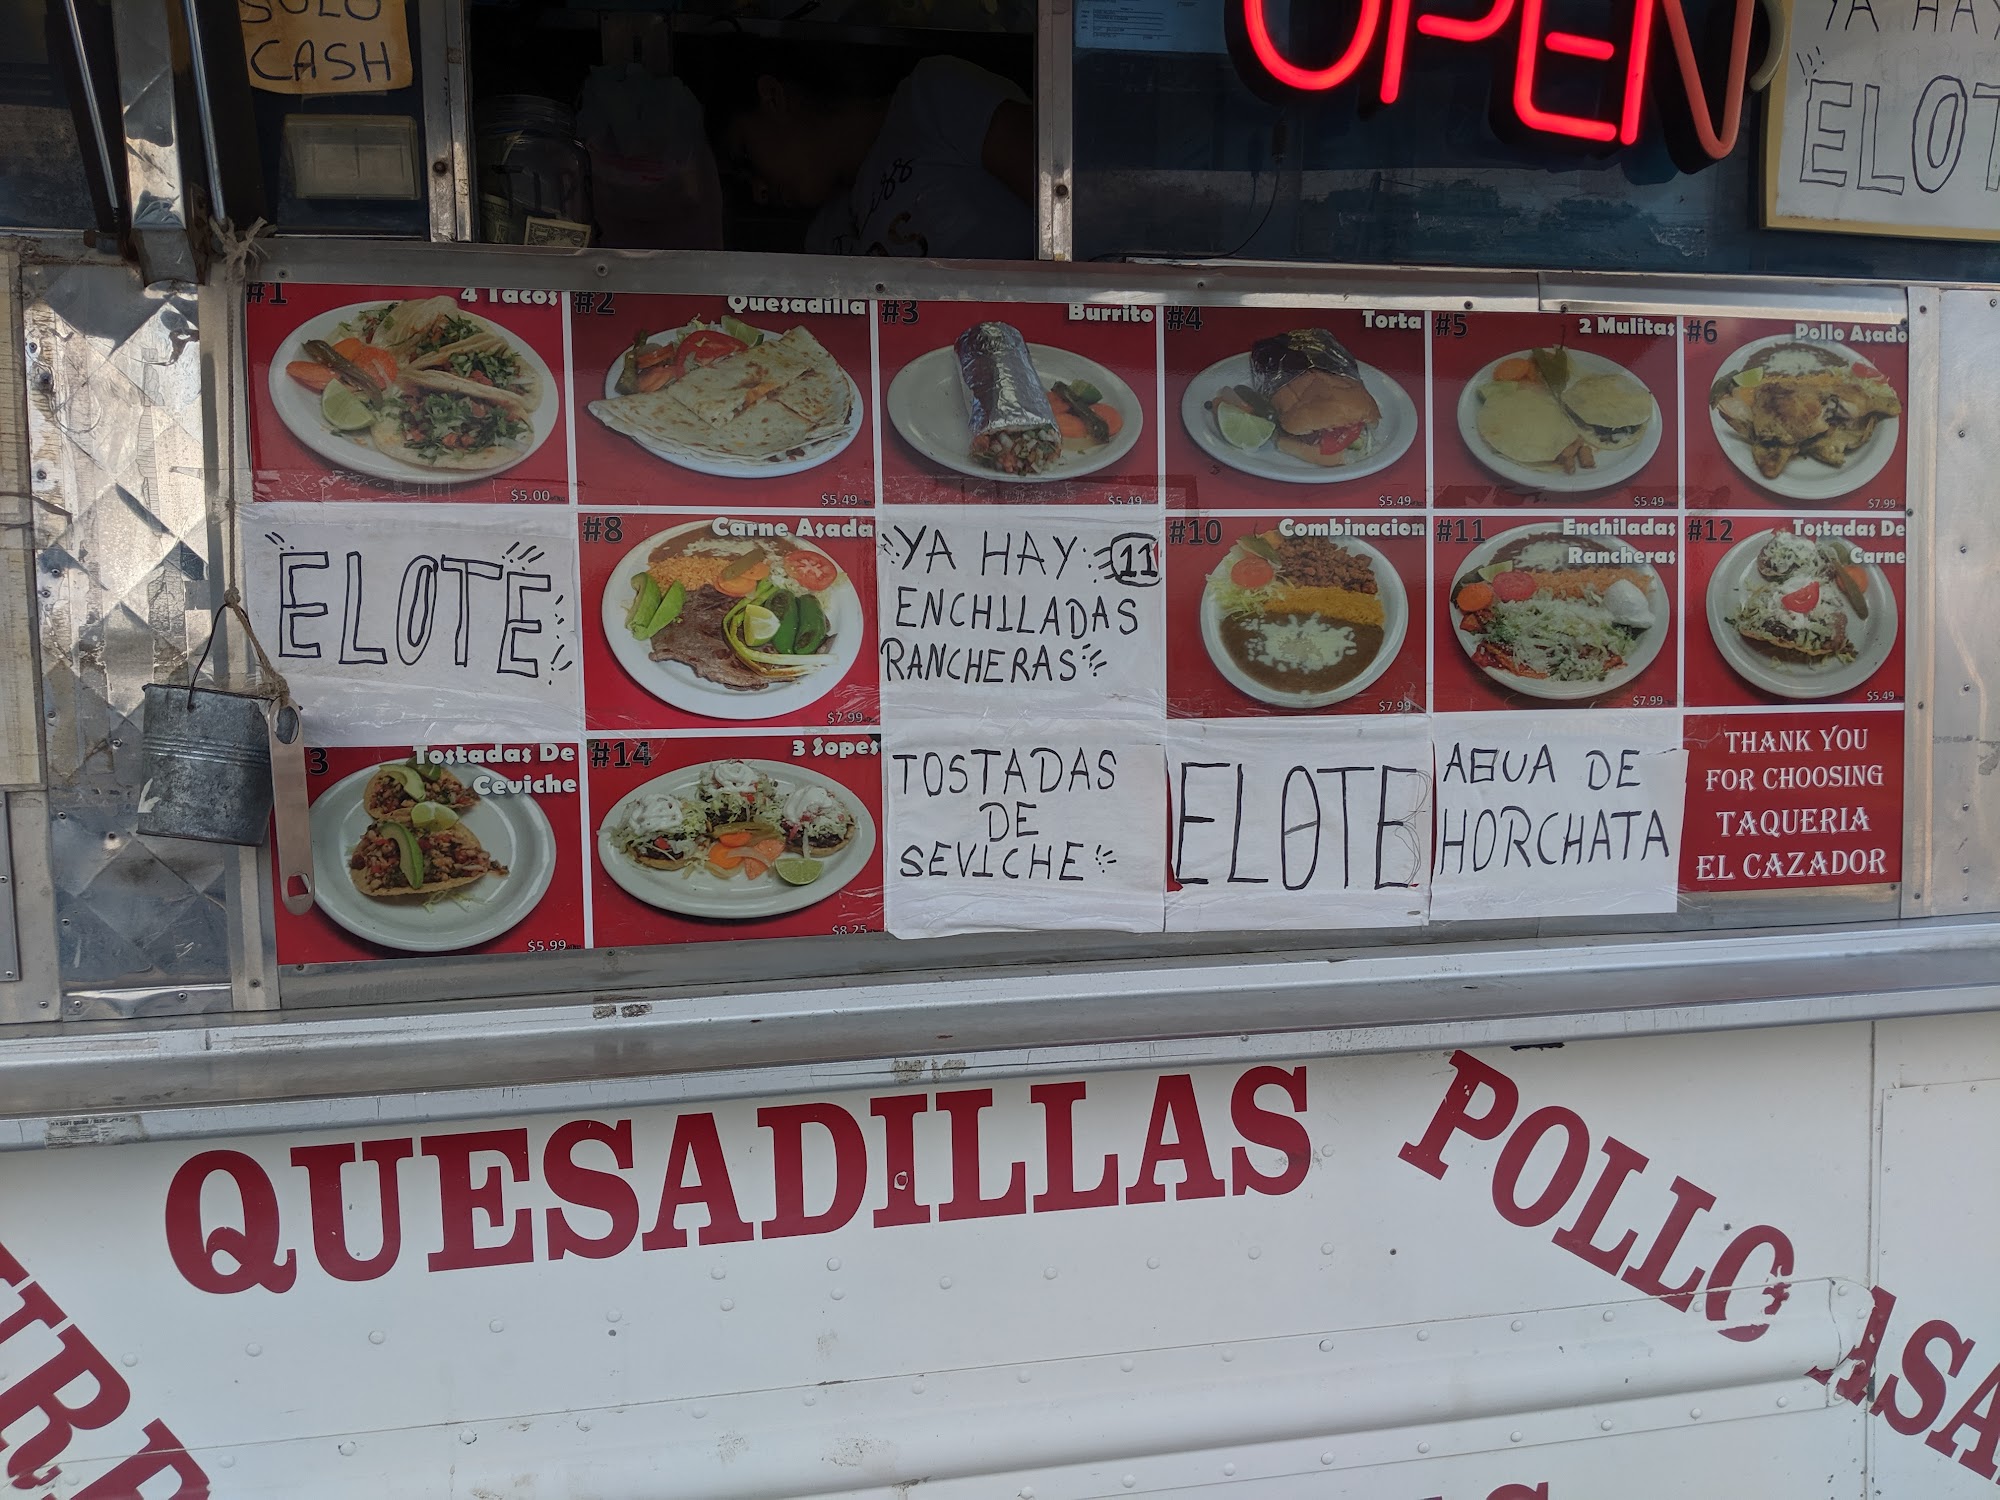 SOLO
CASH
OPEN
YA HAY
#1
4 Tacos
$5.00
#2
Quesadilla
$5.49
#3
Burrito
$5.49
#4
Torta
$5.49
#5
2 Mulitas
$5.49
#6
Pollo Asado
$7.99
ELOTE
#8
Carne Asada
$7.99
YA HAY 11
ENCHILADAS
RANCHERAS
#10
Combinacion
$7.99
#11
Enchiladas
Rancheras
$7.99
#12
Tostadas De
Carne
$5.49
3
Tostadas De
Ceviche
$5.99
#14
3 Sopes
$8.25
TOSTADAS
DE
SEVICHE
ELOTE
AGUA DE
HORCHATA
THANK YOU
FOR CHOOSING
TAQUERIA
EL CAZADOR
QUESADILLAS
POLLO ASA